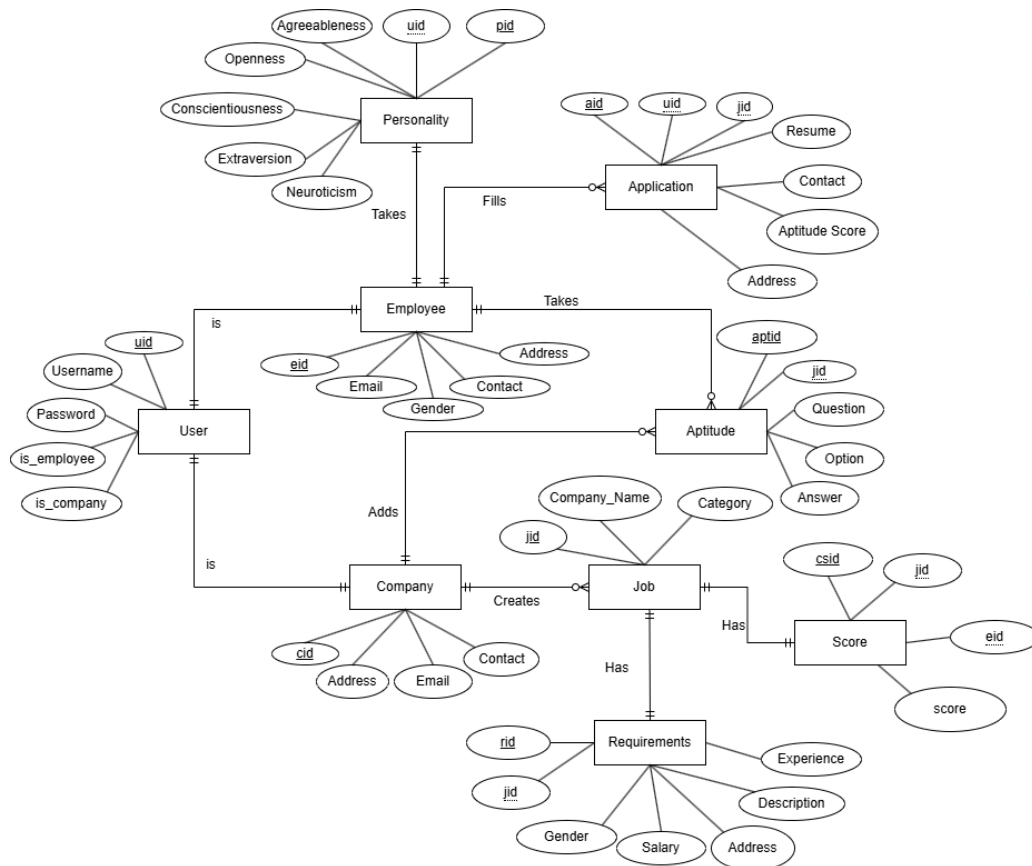 Agreeableness
uid
pid
Openness
Conscientiousness
Personality
Extraversion
Neuroticism
aid
uid
jid
Resume
Application
Contact
Aptitude Score
Address
Takes
Fills
Employee
Takes
is
eid
Email
Gender
Contact
Address
uid
Username
Password
User
is_employee
is_company
aptid
jid
Question
Aptitude
Option
Answer
Adds
is
Company_Name
Category
jid
Company
Creates
Job
cid
Address
Email
Contact
Has
csid
jid
Score
eid
score
Has
rid
Requirements
Experience
jid
Description
Gender
Salary
Address